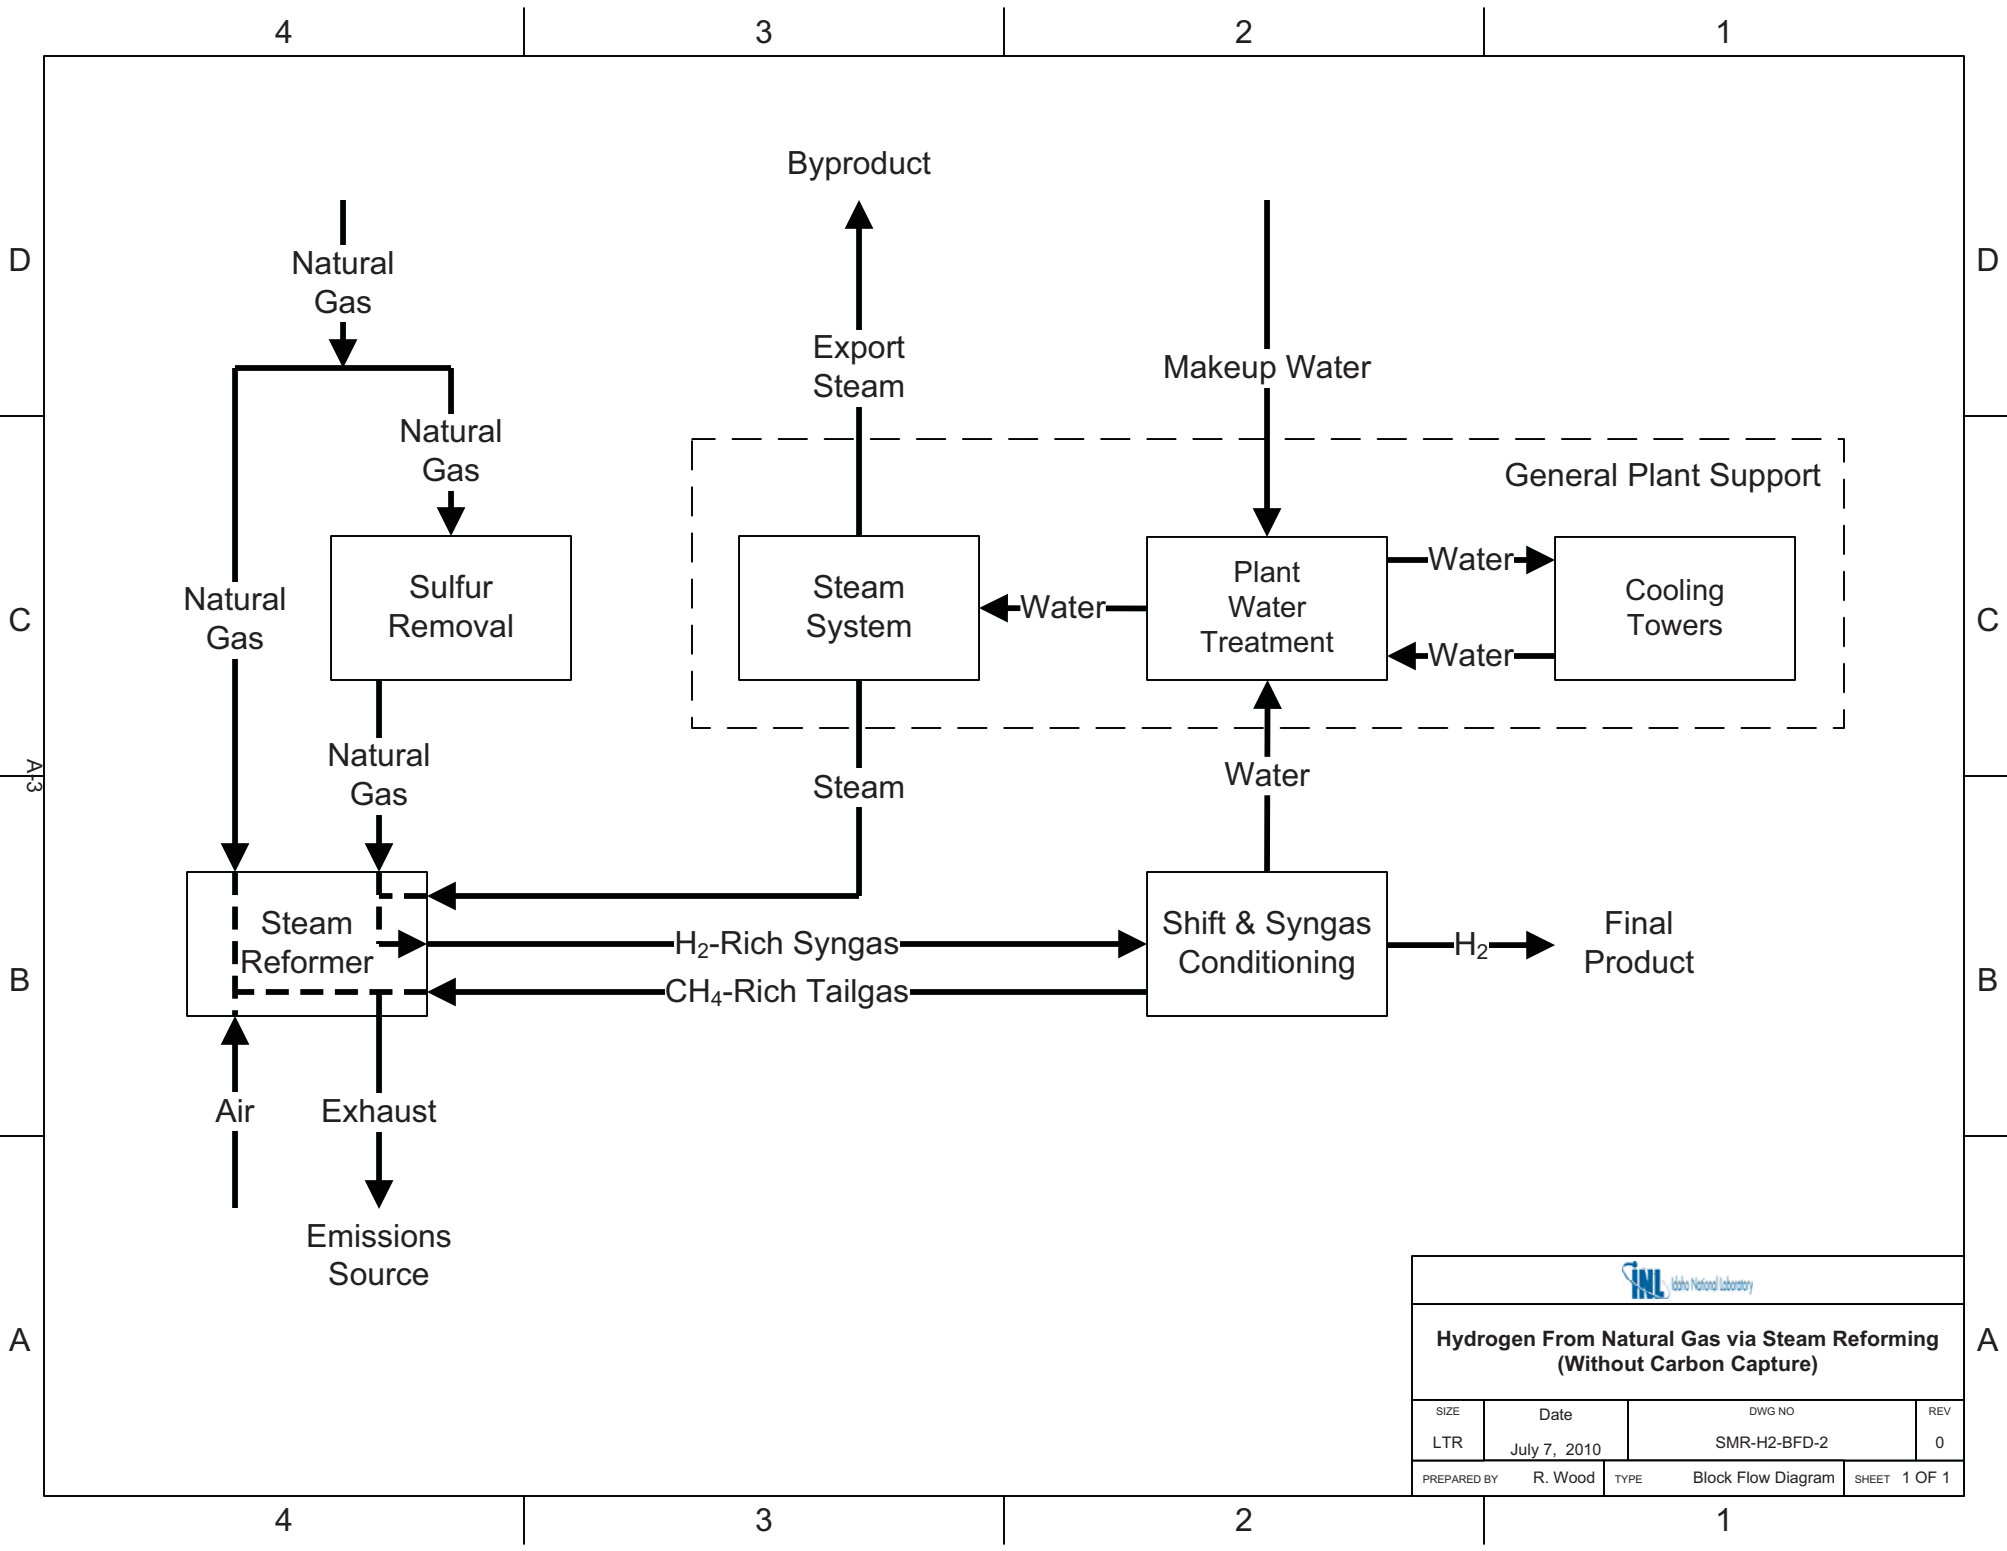 4 3 2 1
Byproduct
D
D
Natural
Gas
Export
Steam
Makeup Water
Natural
Gas
General Plant Support
Natural
Gas
Sulfur
Removal
Steam
System
Water
Plant
Water
Treatment
Water
Water
Cooling
Towers
C
C
Natural
Gas
Steam
Water
A-3
Steam
Reformer
H2-Rich Syngas
CH4-Rich Tailgas
Shift & Syngas
Conditioning
H2
Final
Product
B
B
Air
Exhaust
Emissions
Source
INL Idaho National Laboratory
Hydrogen From Natural Gas via Steam Reforming
(Without Carbon Capture)
SIZE
LTR
Date
July 7, 2010
DWG NO
SMR-H2-BFD-2
REV
0
PREPARED BY R. Wood
TYPE Block Flow Diagram
SHEET 1 OF 1
A
A
4 3 2 1